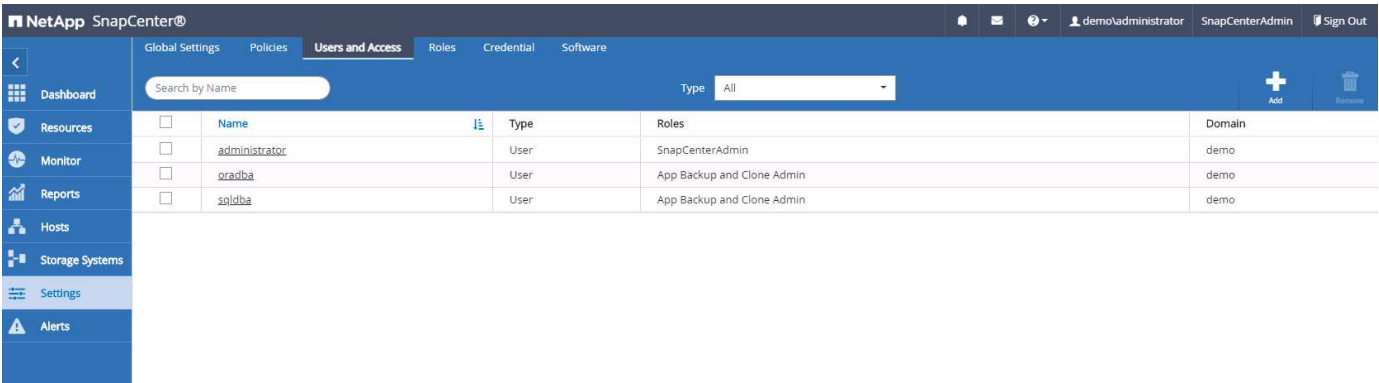 NetApp SnapCenter®
demo\administrator SnapCenterAdmin Sign Out
Global Settings Policies Users and Access Roles Credential Software
Search by Name Type All Add Remove
Dashboard
Resources
Monitor
Reports
Hosts
Storage Systems
Settings
Alerts
Name Type Roles Domain
administrator User SnapCenterAdmin demo
oradba User App Backup and Clone Admin demo
sqldba User App Backup and Clone Admin demo